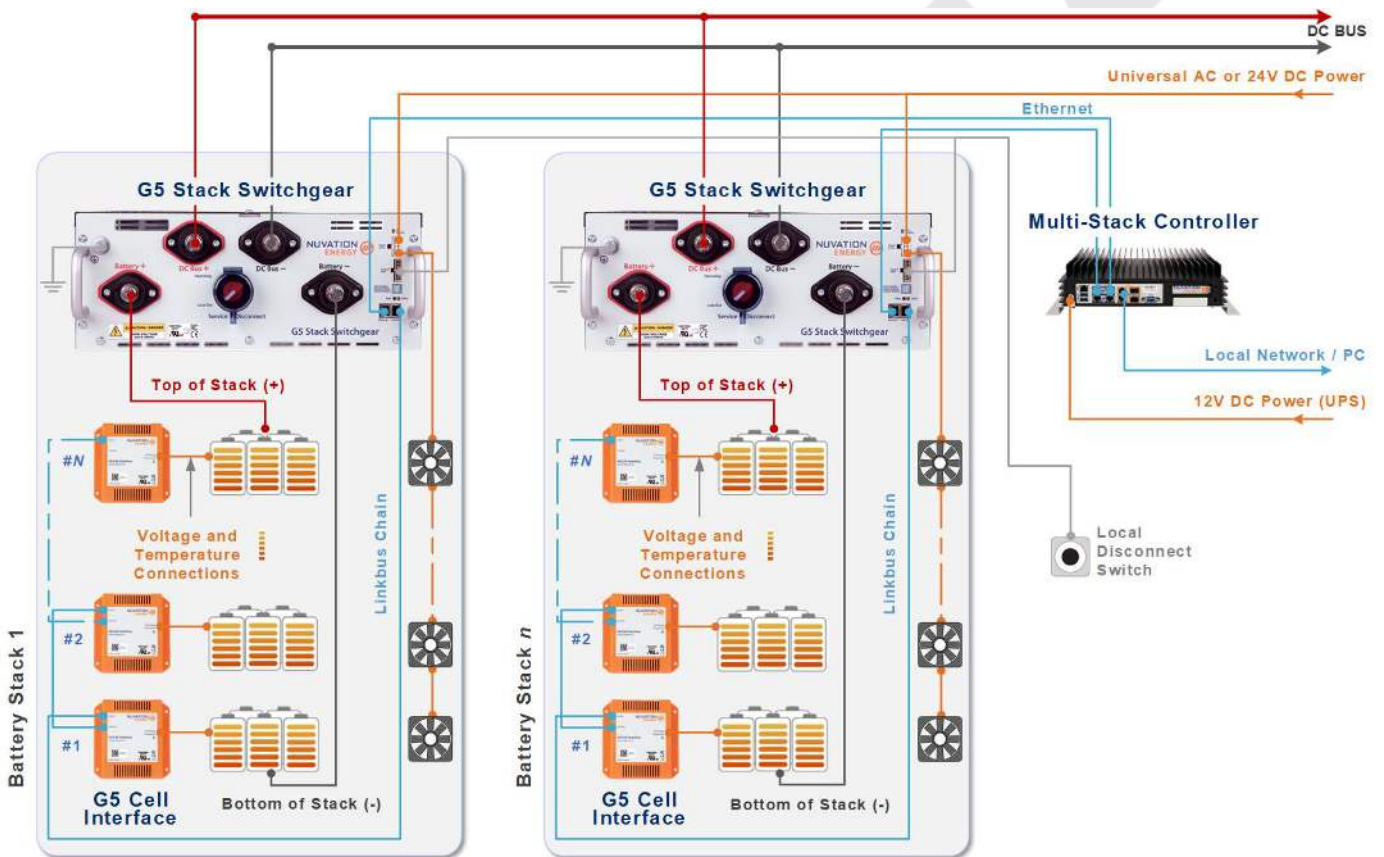 DC BUS
Universal AC or 24V DC Power
Ethernet
G5 Stack Switchgear
NUVATION
ENERGY
Battery+
DC Bus +
DC Bus −
Battery−
Service Disconnect
G5 Stack Switchgear
Top of Stack (+)
#N
Voltage and
Temperature
Connections
Linkbus Chain
#2
#1
G5 Cell
Interface
Bottom of Stack (-)
Battery Stack 1
G5 Stack Switchgear
NUVATION
ENERGY
Battery+
DC Bus +
DC Bus −
Battery−
Service Disconnect
G5 Stack Switchgear
Top of Stack (+)
#N
Voltage and
Temperature
Connections
Linkbus Chain
#2
#1
G5 Cell
Interface
Bottom of Stack (-)
Battery Stack n
Multi-Stack Controller
Local Network / PC
12V DC Power (UPS)
Local
Disconnect
Switch